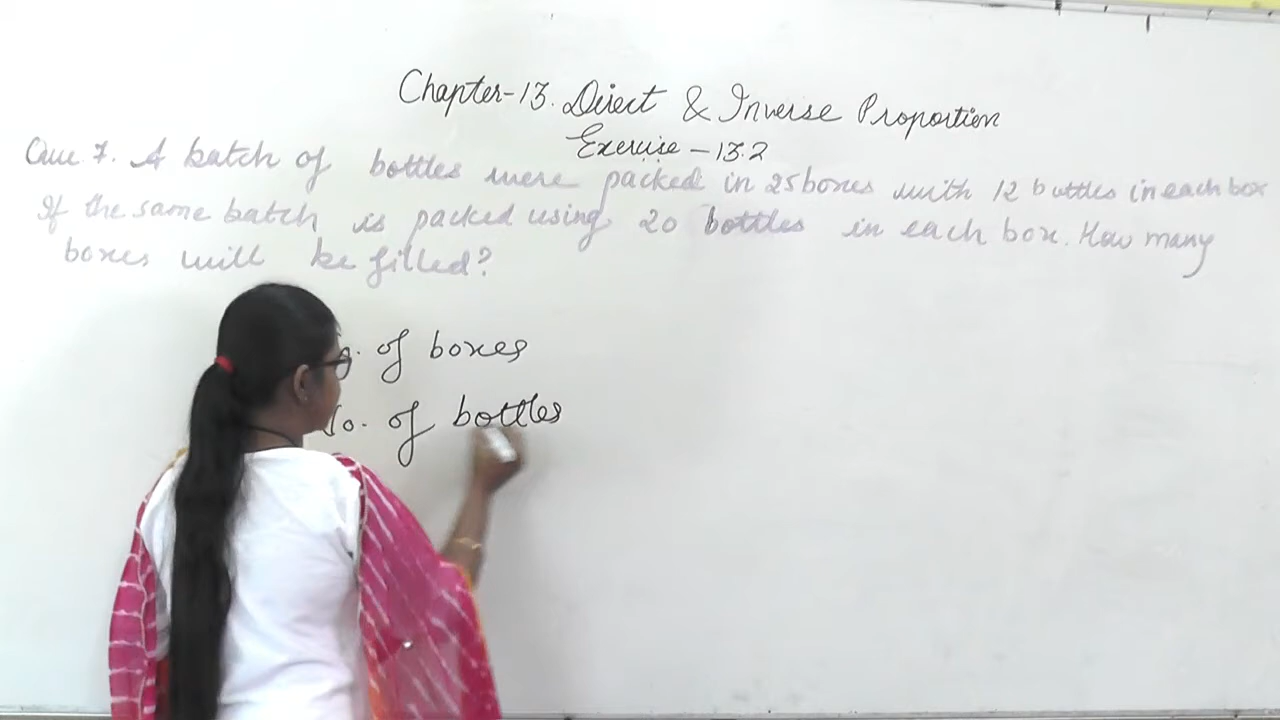 Chapter-13. Direct & Inverse Proportion
Exercise - 13.2
Que 7. A batch of bottles were packed in 25 boxes with 12 bottles in each box
If the same batch is packed using 20 bottles in each box. How many
boxes will be filled?
of boxes
No. of bottles